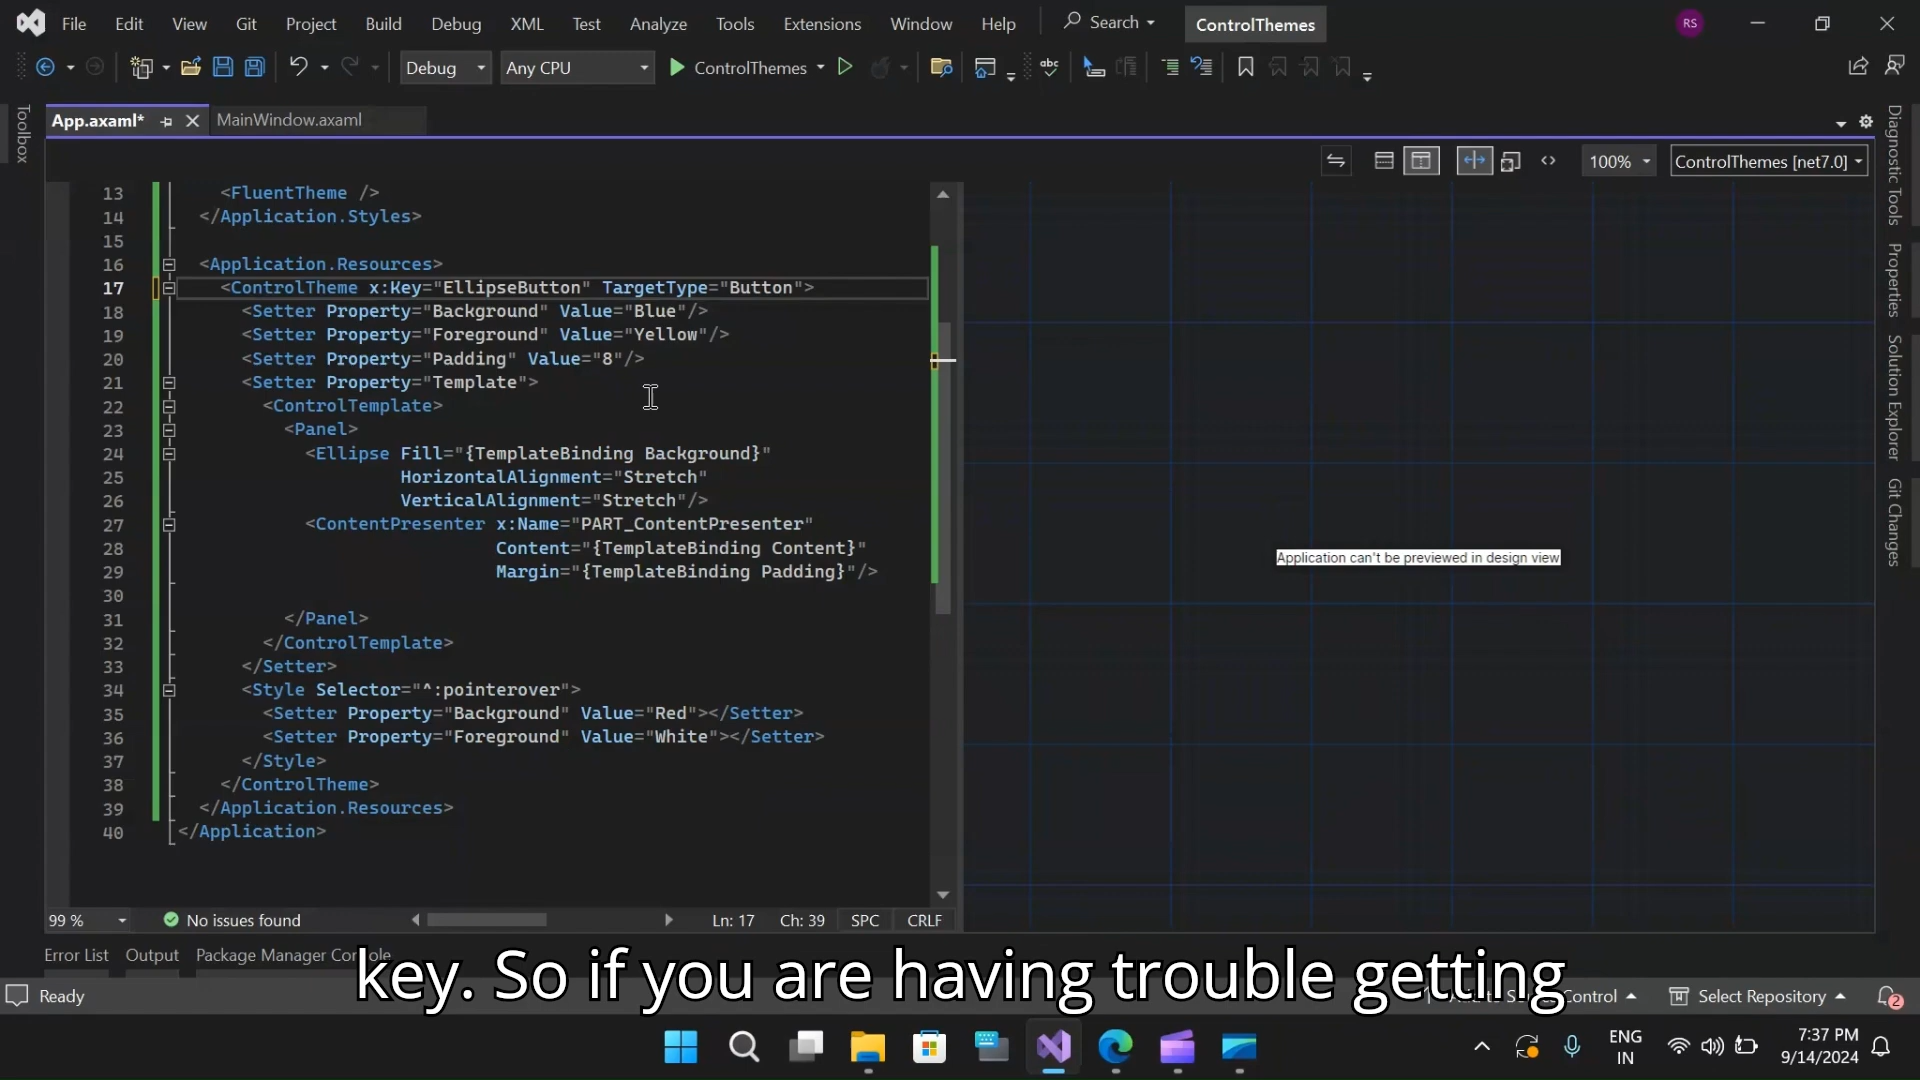 File Edit View Git Project Build Debug XML Test Analyze Tools Extensions Window Help Search ControlThemes RS
Debug Any CPU ControlThemes
App.axaml* MainWindow.axaml
Toolbox
100% ControlThemes [net7.0]
13 <FluentTheme />
14 </Application.Styles>
15
16 <Application.Resources>
17 <ControlTheme x:Key="EllipseButton" TargetType="Button">
18 <Setter Property="Background" Value="Blue"/>
19 <Setter Property="Foreground" Value="Yellow"/>
20 <Setter Property="Padding" Value="8"/>
21 <Setter Property="Template">
22 <ControlTemplate>
23 <Panel>
24 <Ellipse Fill="{TemplateBinding Background}"
25 HorizontalAlignment="Stretch"
26 VerticalAlignment="Stretch"/>
27 <ContentPresenter x:Name="PART_ContentPresenter"
28 Content="{TemplateBinding Content}"
29 Margin="{TemplateBinding Padding}"/>
30
31 </Panel>
32 </ControlTemplate>
33 </Setter>
34 <Style Selector="^:pointerover">
35 <Setter Property="Background" Value="Red"></Setter>
36 <Setter Property="Foreground" Value="White"></Setter>
37 </Style>
38 </ControlTheme>
39 </Application.Resources>
40 </Application>
Application can't be previewed in design view
Diagnostic Tools
Properties
Solution Explorer
Git Changes
99 % No issues found Ln: 17 Ch: 39 SPC CRLF
Error List Output Package Manager Console
key. So if you are having trouble getting
Ready Control Select Repository 2
abc
ENG
IN
7:37 PM
9/14/2024